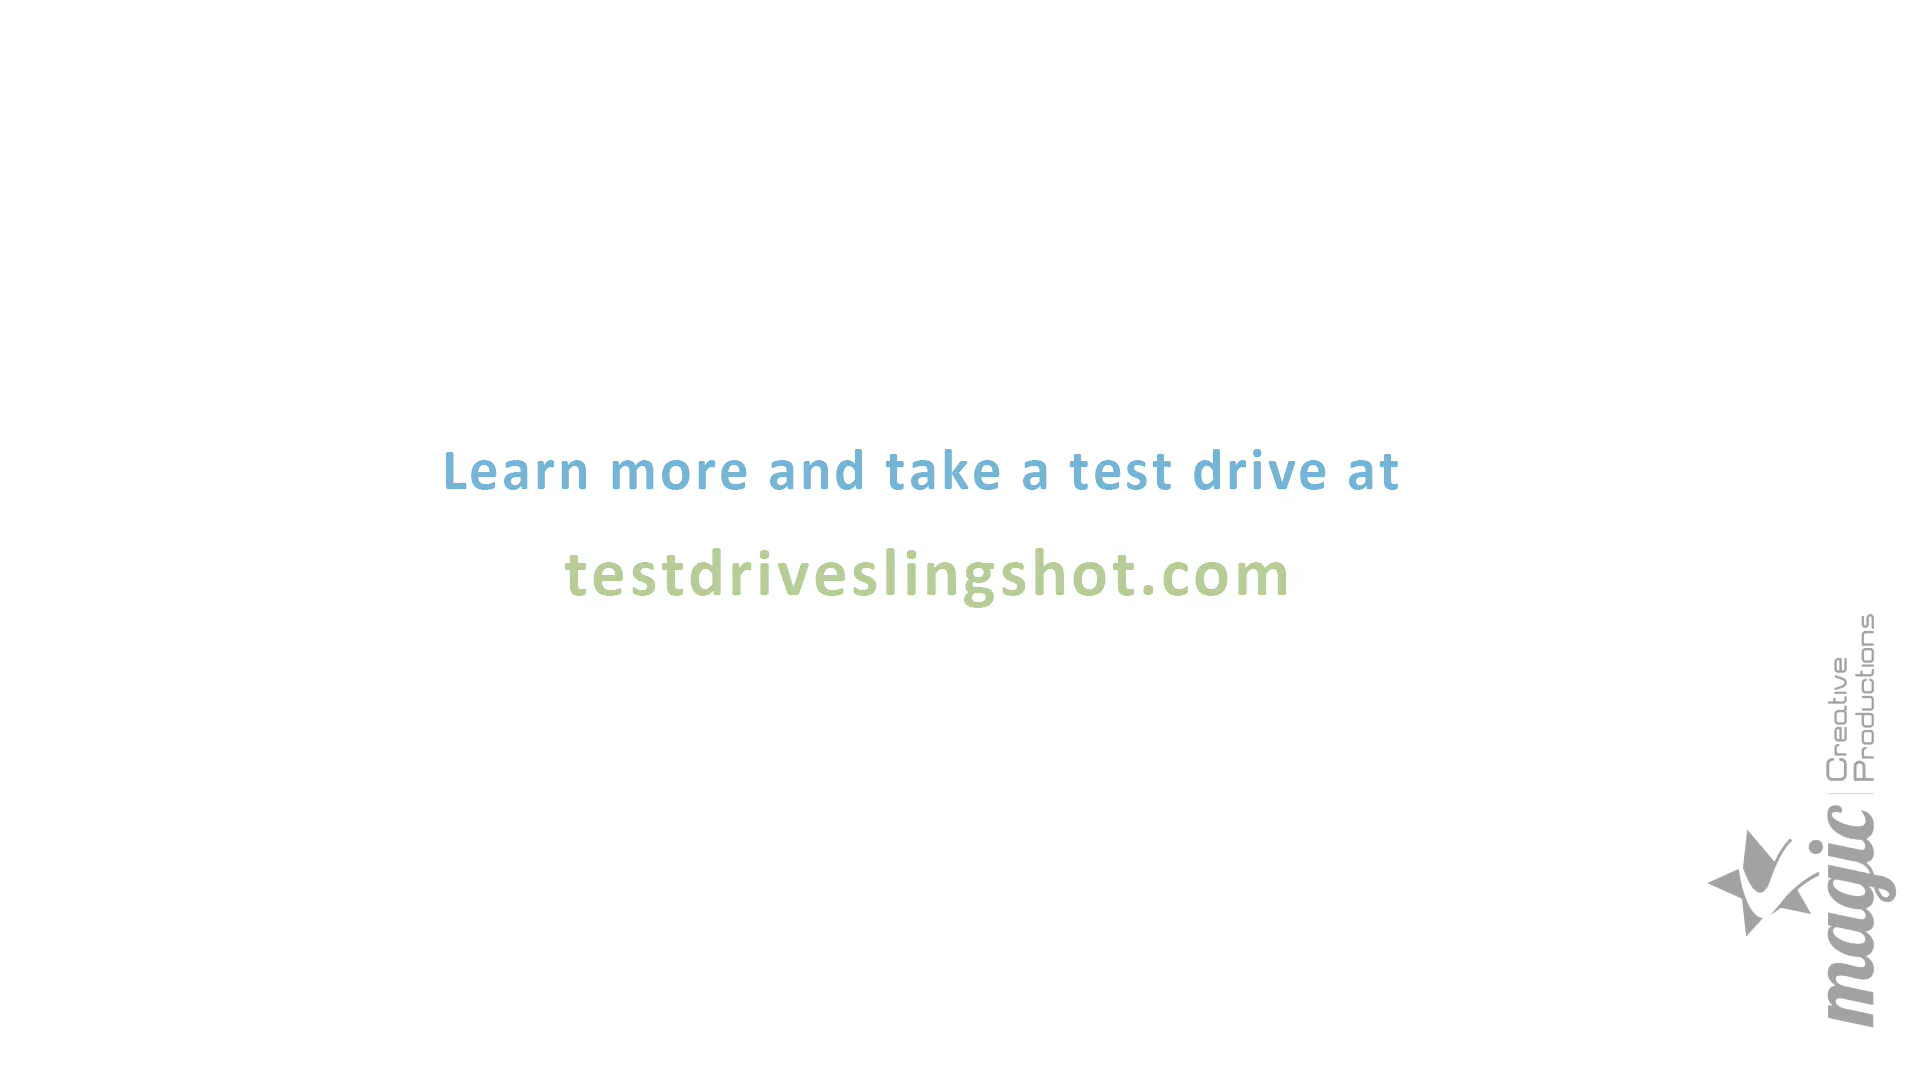 Learn more and take a test drive at
testdriveslingshot.com
magic
Creative
Productions